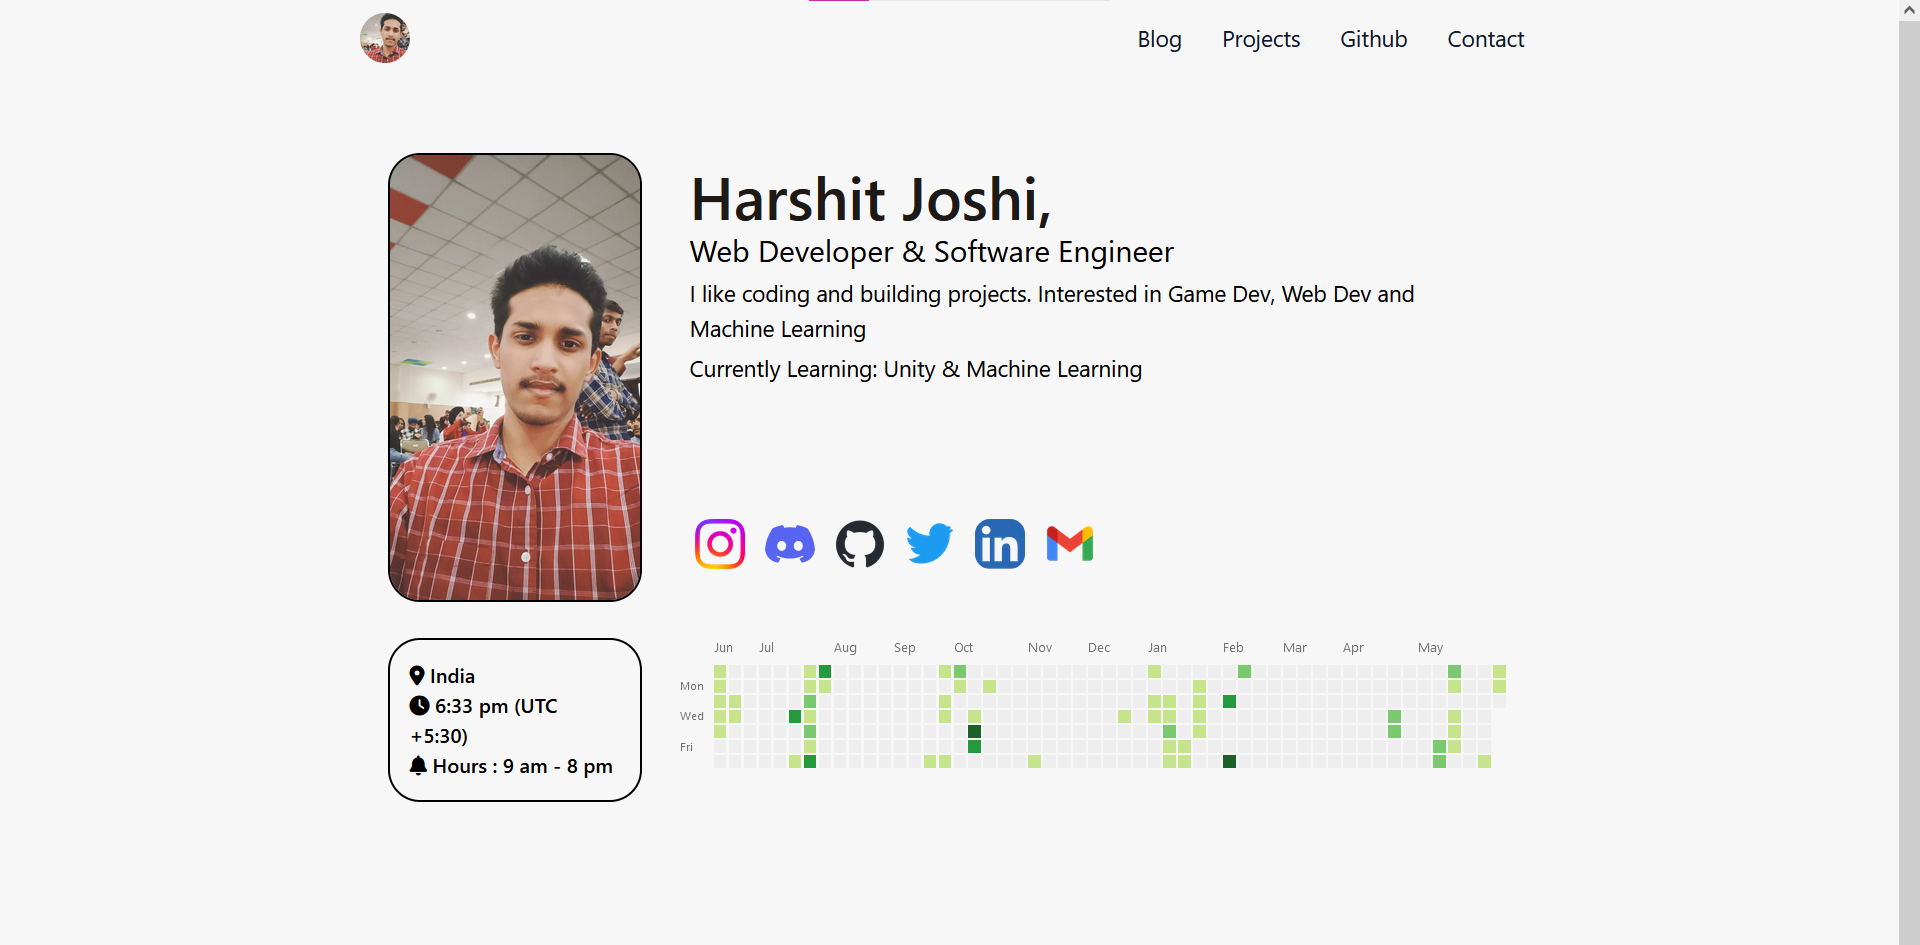 Blog Projects Github Contact
Harshit Joshi,
Web Developer & Software Engineer
I like coding and building projects. Interested in Game Dev, Web Dev and
Machine Learning
Currently Learning: Unity & Machine Learning
in
India
6:33 pm (UTC
+5:30)
Hours : 9 am - 8 pm
Jun Jul Aug Sep Oct Nov Dec Jan Feb Mar Apr May
Mon
Wed
Fri